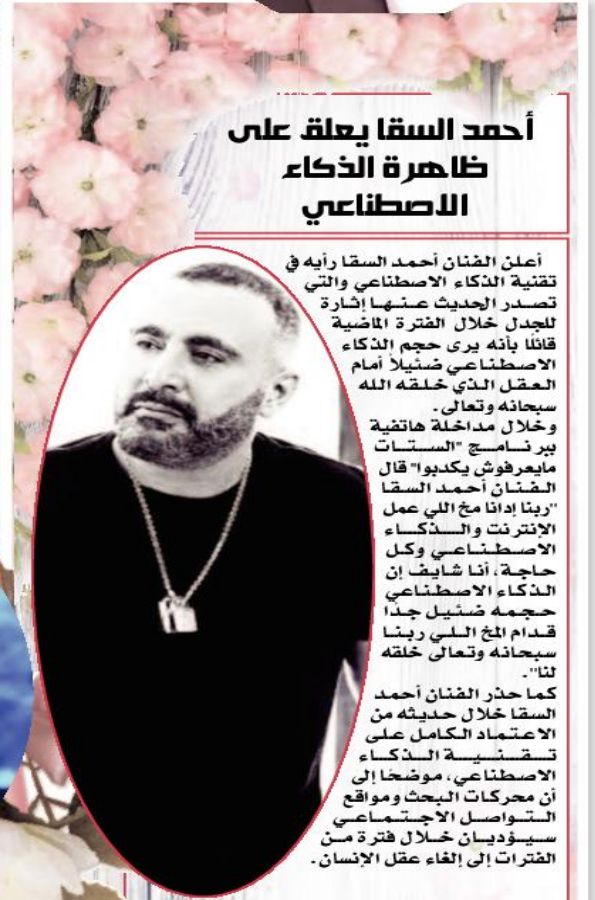 أحمد السقا يعلق على
ظاهرة الذكاء
الاصطناعي
أعلن الفنان أحمد السقا رأيه في
تقنية الذكاء الاصطناعي والتي
تصدر الحديث عنها إثارة
للجدل خلال الفترة الماضية
قائلًا بأنه يرى حجم الذكاء
الاصطناعي ضئيلاً أمام
العقل الذي خلقه الله
سبحانه وتعالى.
وخلال مداخلة هاتفية
ببرنامج "الستات
مايعرفوش يكدبوا" قال
الفنان أحمد السقا
"ربنا إدانا مخ اللي عمل
الإنترنت والذكاء
الاصطناعي وكل
حاجة، أنا شايف إن
الذكاء الاصطناعي
حجمه ضئيل جدًا
قدام المخ اللي ربنا
سبحانه وتعالى خلقه
لنا".
كما حذر الفنان أحمد
السقا خلال حديثه من
الاعتماد الكامل على
تقنية الذكاء
الاصطناعي، موضحًا إلى
أن محركات البحث ومواقع
التواصل الاجتماعي
سيؤديان خلال فترة من
الفترات إلى إلغاء عقل الإنسان.